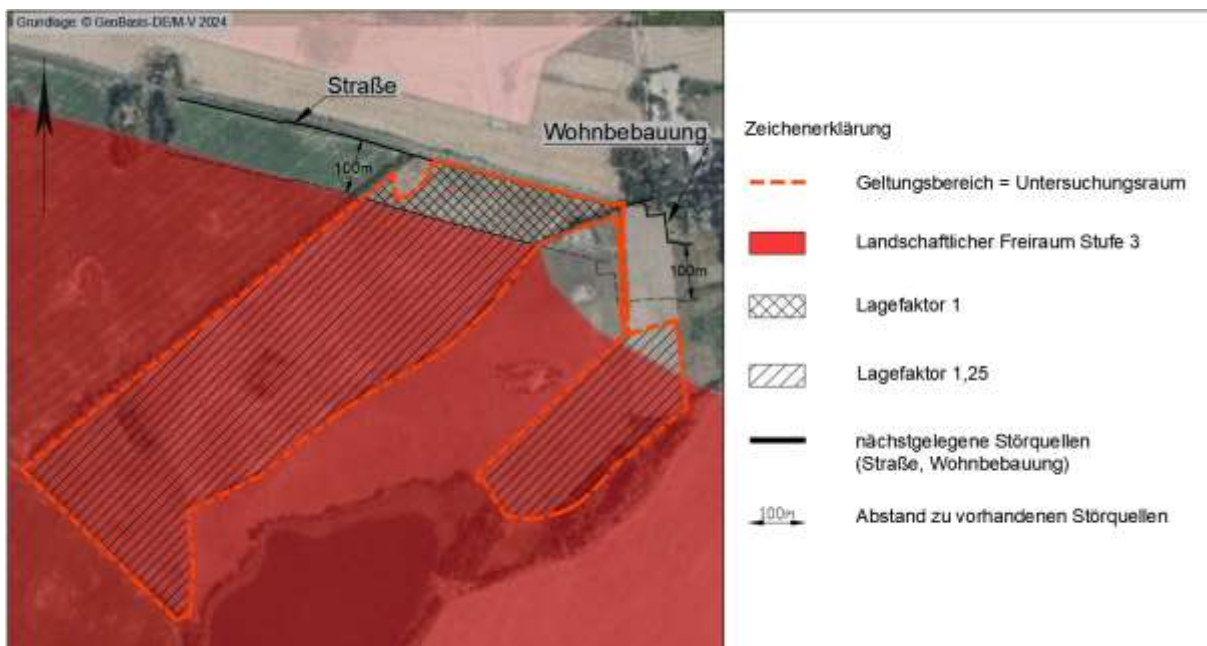 Grundlage: © GeoBasis-DE/M-V 2024
Straße
Wohnbebauung
100m
100m
Zeichenerklärung
Geltungsbereich = Untersuchungsraum
Landschaftlicher Freiraum Stufe 3
Lagefaktor 1
Lagefaktor 1,25
nächstgelegene Störquellen
(Straße, Wohnbebauung)
100m
Abstand zu vorhandenen Störquellen